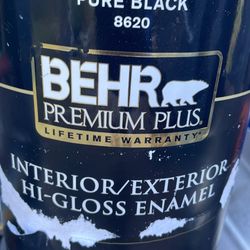 PURE BLACK
8620
BEHR
PREMIUM PLUS®
LIFETIME WARRANTY*
INTERIOR/EXTERIOR
HI-GLOSS ENAMEL